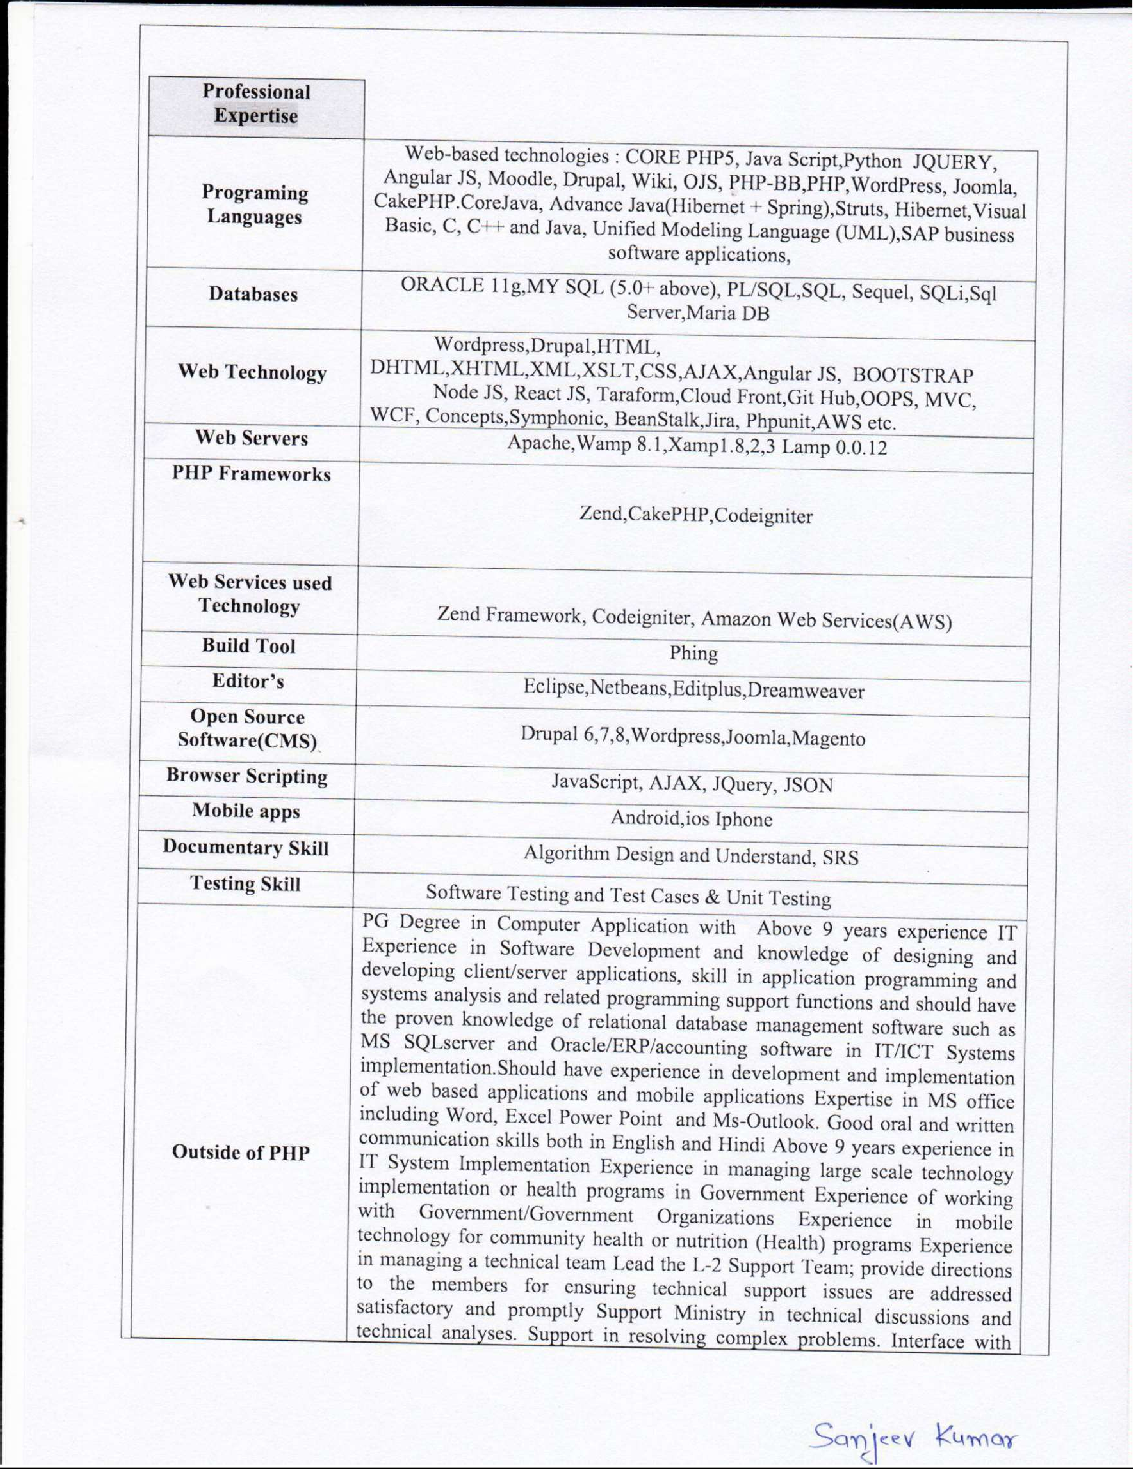 Professional
Expertise
Programing
Languages
Web-based technologies : CORE PHP5, Java Script,Python JQUERY,
Angular JS, Moodle, Drupal, Wiki, OJS, PHP-BB,PHP,WordPress, Joomla,
CakePHP.CoreJava, Advance Java(Hibernet + Spring),Struts, Hibernet,Visual
Basic, C, C++ and Java, Unified Modeling Language (UML),SAP business
software applications,
Databases
ORACLE 11g,MY SQL (5.0+ above), PL/SQL,SQL, Sequel, SQLi,Sql
Server,Maria DB
Web Technology
Wordpress,Drupal,HTML,
DHTML,XHTML,XML,XSLT,CSS,AJAX,Angular JS, BOOTSTRAP
Node JS, React JS, Taraform,Cloud Front,Git Hub,OOPS, MVC,
WCF, Concepts,Symphonic, BeanStalk,Jira, Phpunit,AWS etc.
Web Servers
Apache,Wamp 8.1,Xamp1.8,2,3 Lamp 0.0.12
PHP Frameworks
Zend,CakePHP,Codeigniter
Web Services used
Technology
Zend Framework, Codeigniter, Amazon Web Services(AWS)
Build Tool
Phing
Editor's
Eclipse,Netbeans,Editplus,Dreamweaver
Open Source
Software(CMS)
Drupal 6,7,8,Wordpress,Joomla,Magento
Browser Scripting
JavaScript, AJAX, JQuery, JSON
Mobile apps
Android,ios Iphone
Documentary Skill
Algorithm Design and Understand, SRS
Testing Skill
Software Testing and Test Cases & Unit Testing
Outside of PHP
PG Degree in Computer Application with Above 9 years experience IT
Experience in Software Development and knowledge of designing and
developing client/server applications, skill in application programming and
systems analysis and related programming support functions and should have
the proven knowledge of relational database management software such as
MS SQLserver and Oracle/ERP/accounting software in IT/ICT Systems
implementation.Should have experience in development and implementation
of web based applications and mobile applications Expertise in MS office
including Word, Excel Power Point and Ms-Outlook. Good oral and written
communication skills both in English and Hindi Above 9 years experience in
IT System Implementation Experience in managing large scale technology
implementation or health programs in Government Experience of working
with Government/Government Organizations Experience in mobile
technology for community health or nutrition (Health) programs Experience
in managing a technical team Lead the L-2 Support Team; provide directions
to the members for ensuring technical support issues are addressed
satisfactory and promptly Support Ministry in technical discussions and
technical analyses. Support in resolving complex problems. Interface with
Sanjeev Kumar